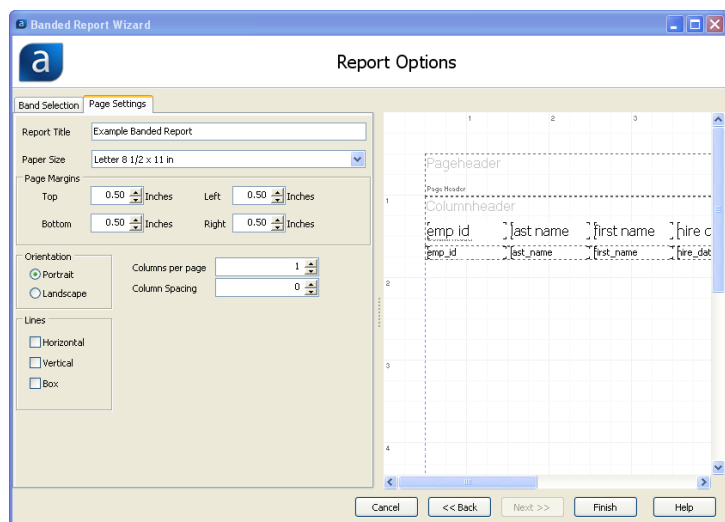 a Banded Report Wizard
a
Report Options
Band Selection Page Settings
Report Title Example Banded Report
Paper Size Letter 8 1/2 x 11 in
Page Margins
Top 0.50 Inches Left 0.50 Inches
Bottom 0.50 Inches Right 0.50 Inches
Orientation
Portrait
Landscape
Columns per page 1
Column Spacing 0
Lines
Horizontal
Vertical
Box
1 2 3
Pageheader
Page Header
1
Columnheader
emp id last name first name hire d
emp_id last_name first_name hire_dat
2
3
4
Cancel << Back Next >> Finish Help